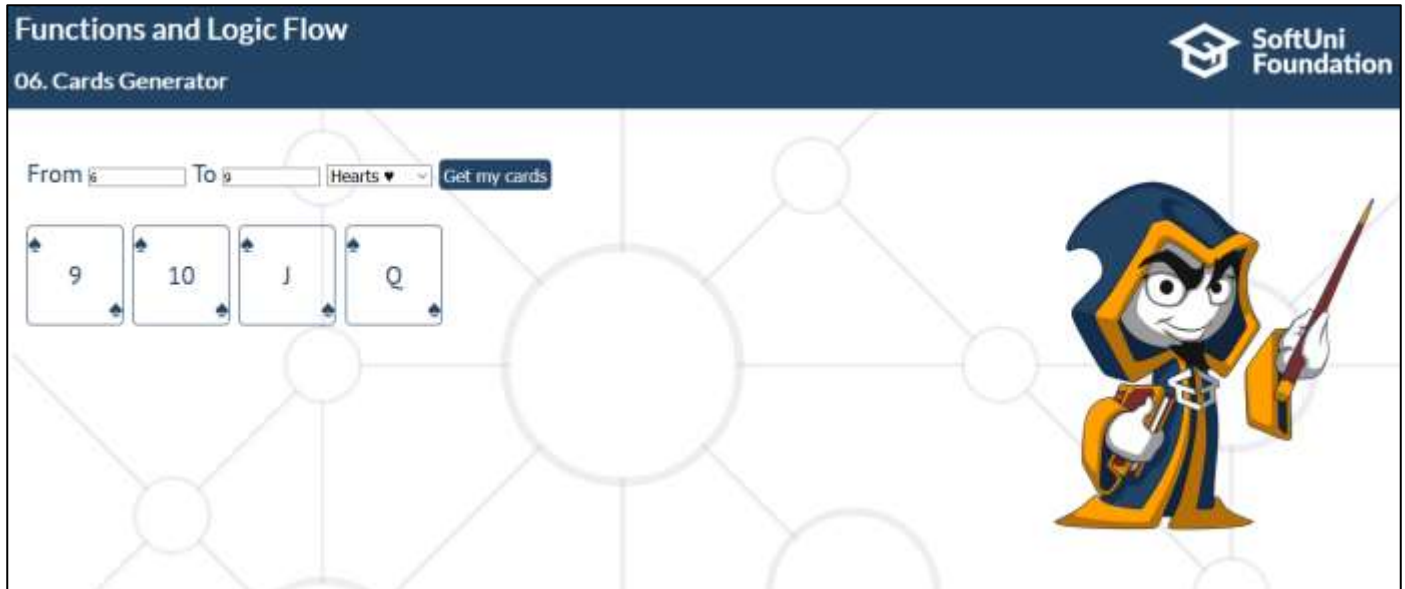 Functions and Logic Flow
06. Cards Generator
SoftUni
Foundation
From 6 To 9 Hearts ♥ Get my cards
♠ ♠ ♠ ♠
9 10 J Q
♠ ♠ ♠ ♠